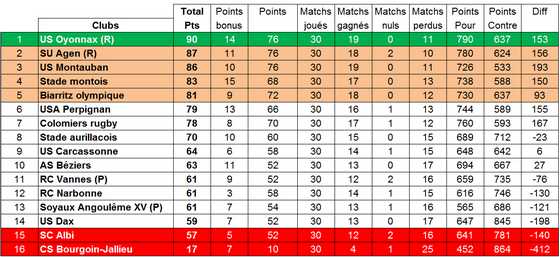 Total Points Points Matchs Matchs Matchs Matchs Points Points Diff
Clubs Pts bonus joués gagnés nuls perdus Pour Contre
1 US Oyonnax (R) 90 14 76 30 19 0 11 790 637 153
2 SU Agen (R) 87 11 76 30 18 2 10 780 624 156
3 US Montauban 86 10 76 30 19 0 11 726 533 193
4 Stade montois 83 15 68 30 17 0 13 738 588 150
5 Biarritz olympique 81 9 72 30 18 0 12 730 637 93
6 USA Perpignan 79 13 66 30 16 1 13 744 589 155
7 Colomiers rugby 78 8 70 30 17 1 12 760 593 167
8 Stade aurillacois 70 10 60 30 15 0 15 689 712 -23
9 US Carcassonne 64 6 58 30 14 1 15 648 642 6
10 AS Béziers 63 11 52 30 13 0 17 694 667 27
11 RC Vannes (P) 61 9 52 30 12 2 16 659 735 -76
12 RC Narbonne 61 3 58 30 14 1 15 616 746 -130
13 Soyaux Angoulême XV (P) 61 7 54 30 13 1 16 565 686 -121
14 US Dax 59 7 52 30 13 0 17 647 845 -198
15 SC Albi 57 5 52 30 12 2 16 641 781 -140
16 CS Bourgoin-Jallieu 17 7 10 30 4 1 25 452 864 -412